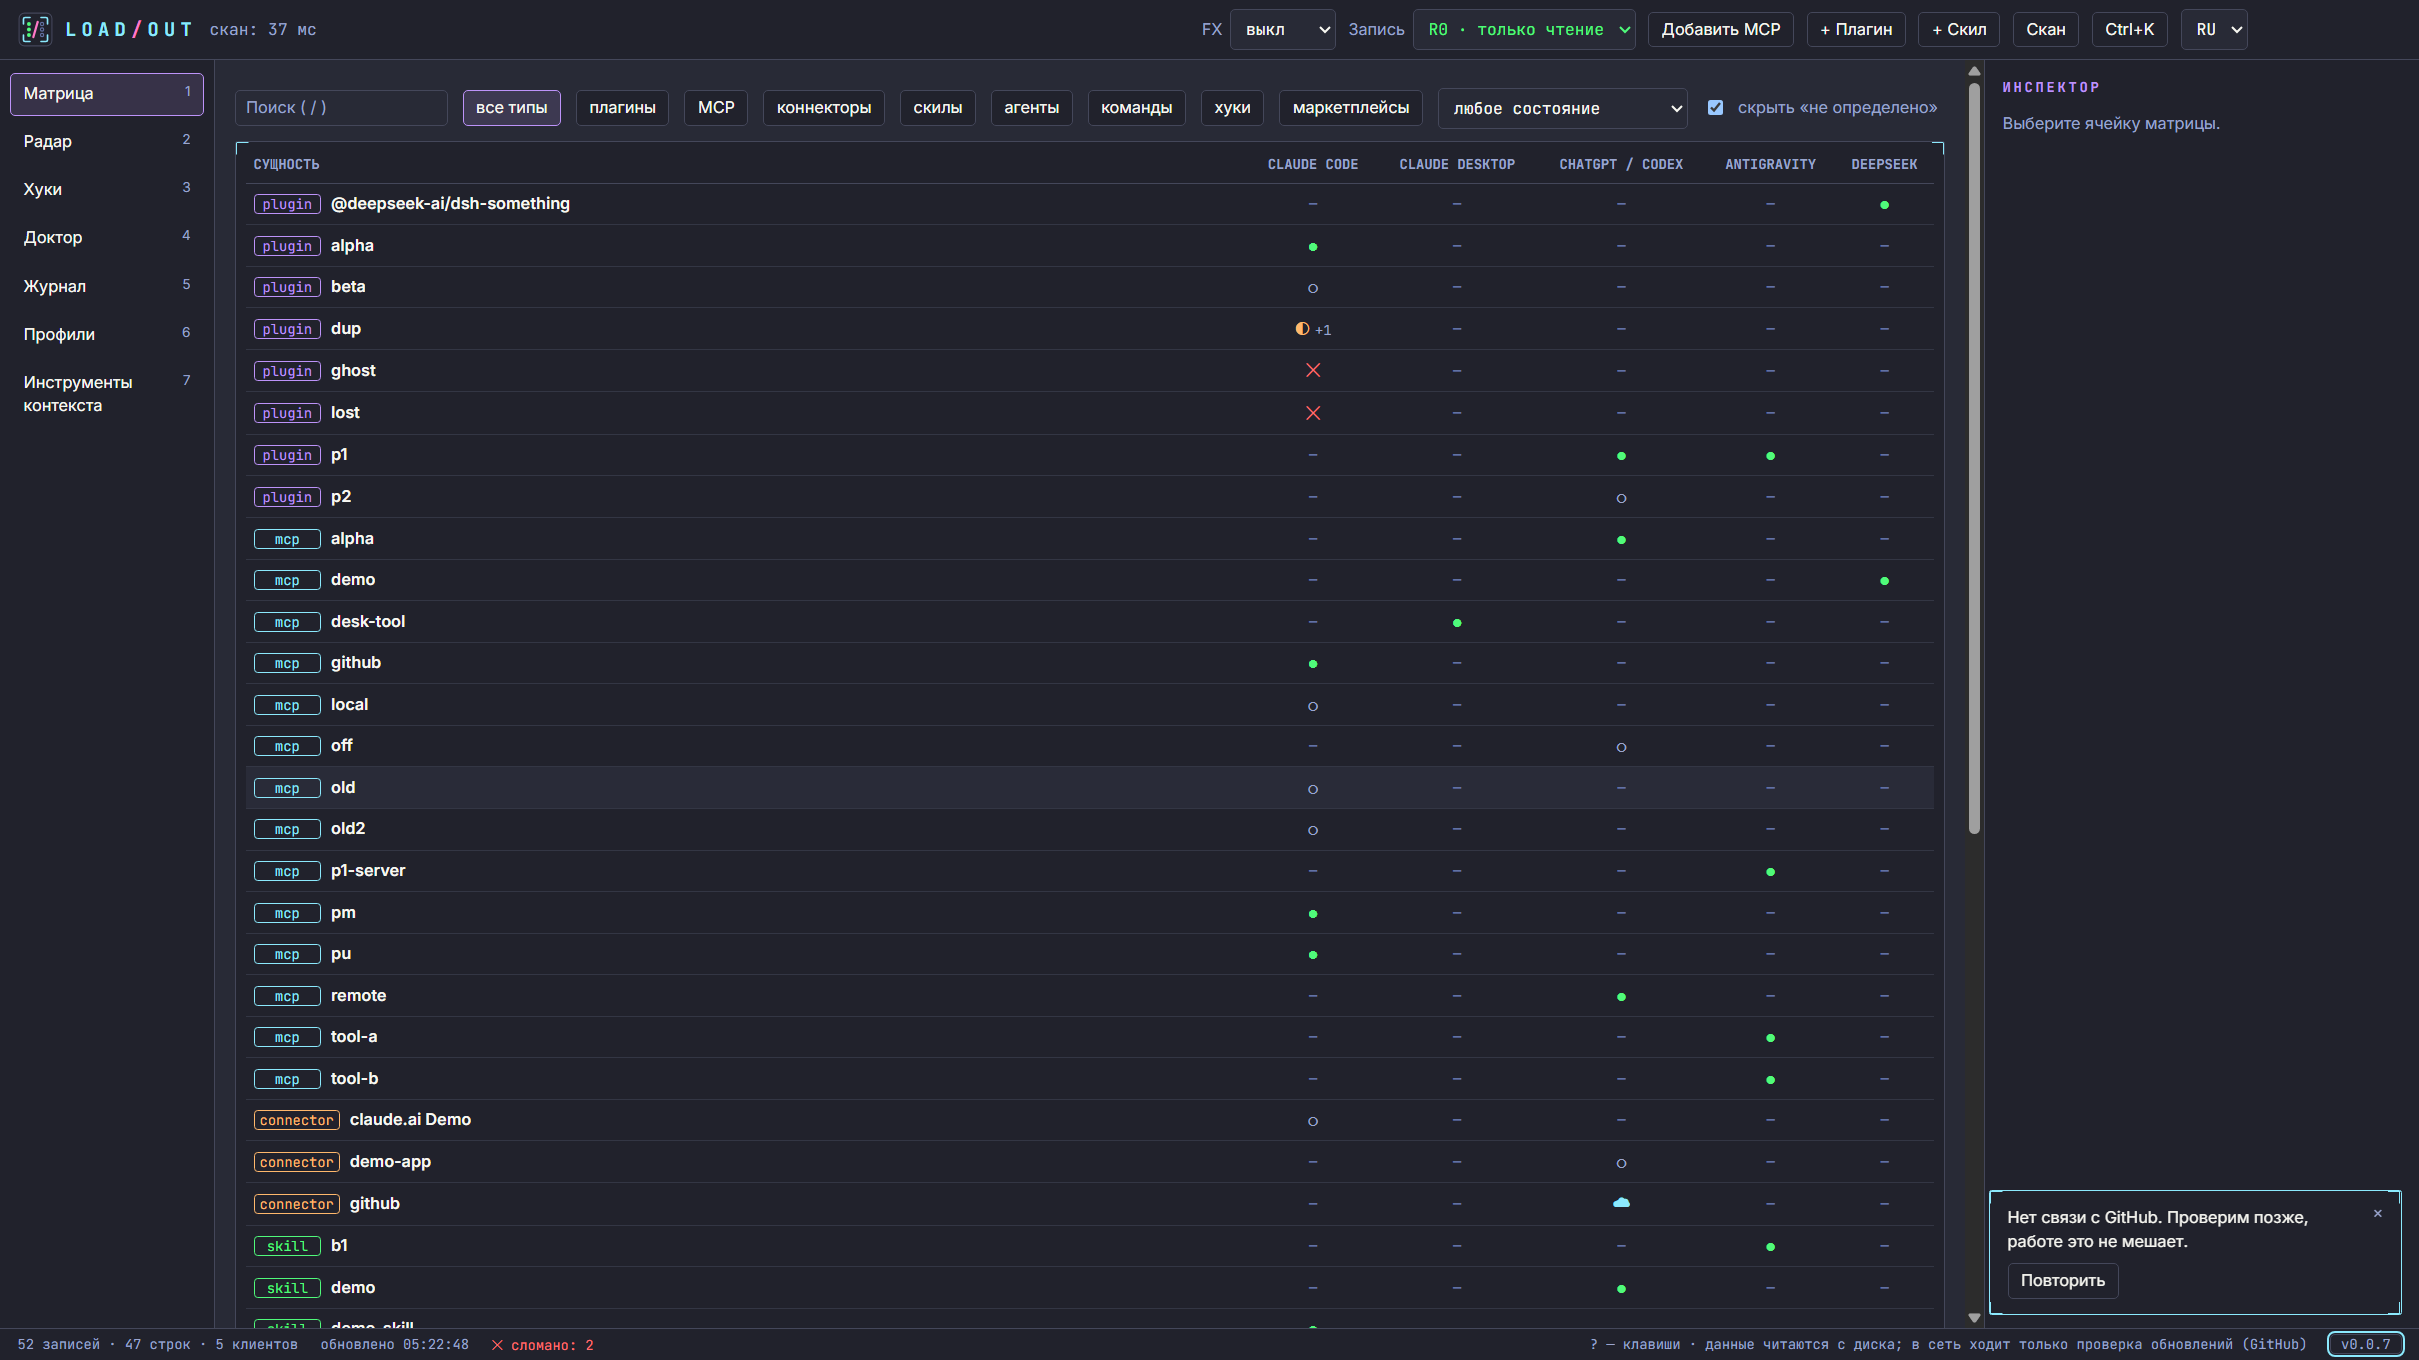 LOAD/OUT скан: 37 мс FX выкл Запись R0 · только чтение Добавить MCP + Плагин + Скил Скан Ctrl+K RU
Матрица 1
Радар 2
Хуки 3
Доктор 4
Журнал 5
Профили 6
Инструменты контекста 7
Поиск ( / ) все типы плагины MCP коннекторы скилы агенты команды хуки маркетплейсы любое состояние скрыть «не определено»
СУЩНОСТЬ CLAUDE CODE CLAUDE DESKTOP CHATGPT / CODEX ANTIGRAVITY DEEPSEEK
plugin @deepseek-ai/dsh-something — — — — ●
plugin alpha ● — — — —
plugin beta ○ — — — —
plugin dup ◐ +1 — — — —
plugin ghost ✕ — — — —
plugin lost ✕ — — — —
plugin p1 — — ● ● —
plugin p2 — — ○ — —
mcp alpha — — ● — —
mcp demo — — — — ●
mcp desk-tool — ● — — —
mcp github ● — — — —
mcp local ○ — — — —
mcp off — — ○ — —
mcp old ○ — — — —
mcp old2 ○ — — — —
mcp p1-server — — — ● —
mcp pm ● — — — —
mcp pu ● — — — —
mcp remote — — ● — —
mcp tool-a — — — ● —
mcp tool-b — — — ● —
connector claude.ai Demo ○ — — — —
connector demo-app — — ○ — —
connector github — — ☁ — —
skill b1 — — — ● —
skill demo — — ● — —
skill demo-skill
ИНСПЕКТОР
Выберите ячейку матрицы.
Нет связи с GitHub. Проверим позже,
работе это не мешает.
Повторить
52 записей · 47 строк · 5 клиентов обновлено 05:22:48 ✕ сломано: 2 ? — клавиши · данные читаются с диска; в сеть ходит только проверка обновлений (GitHub) v0.0.7